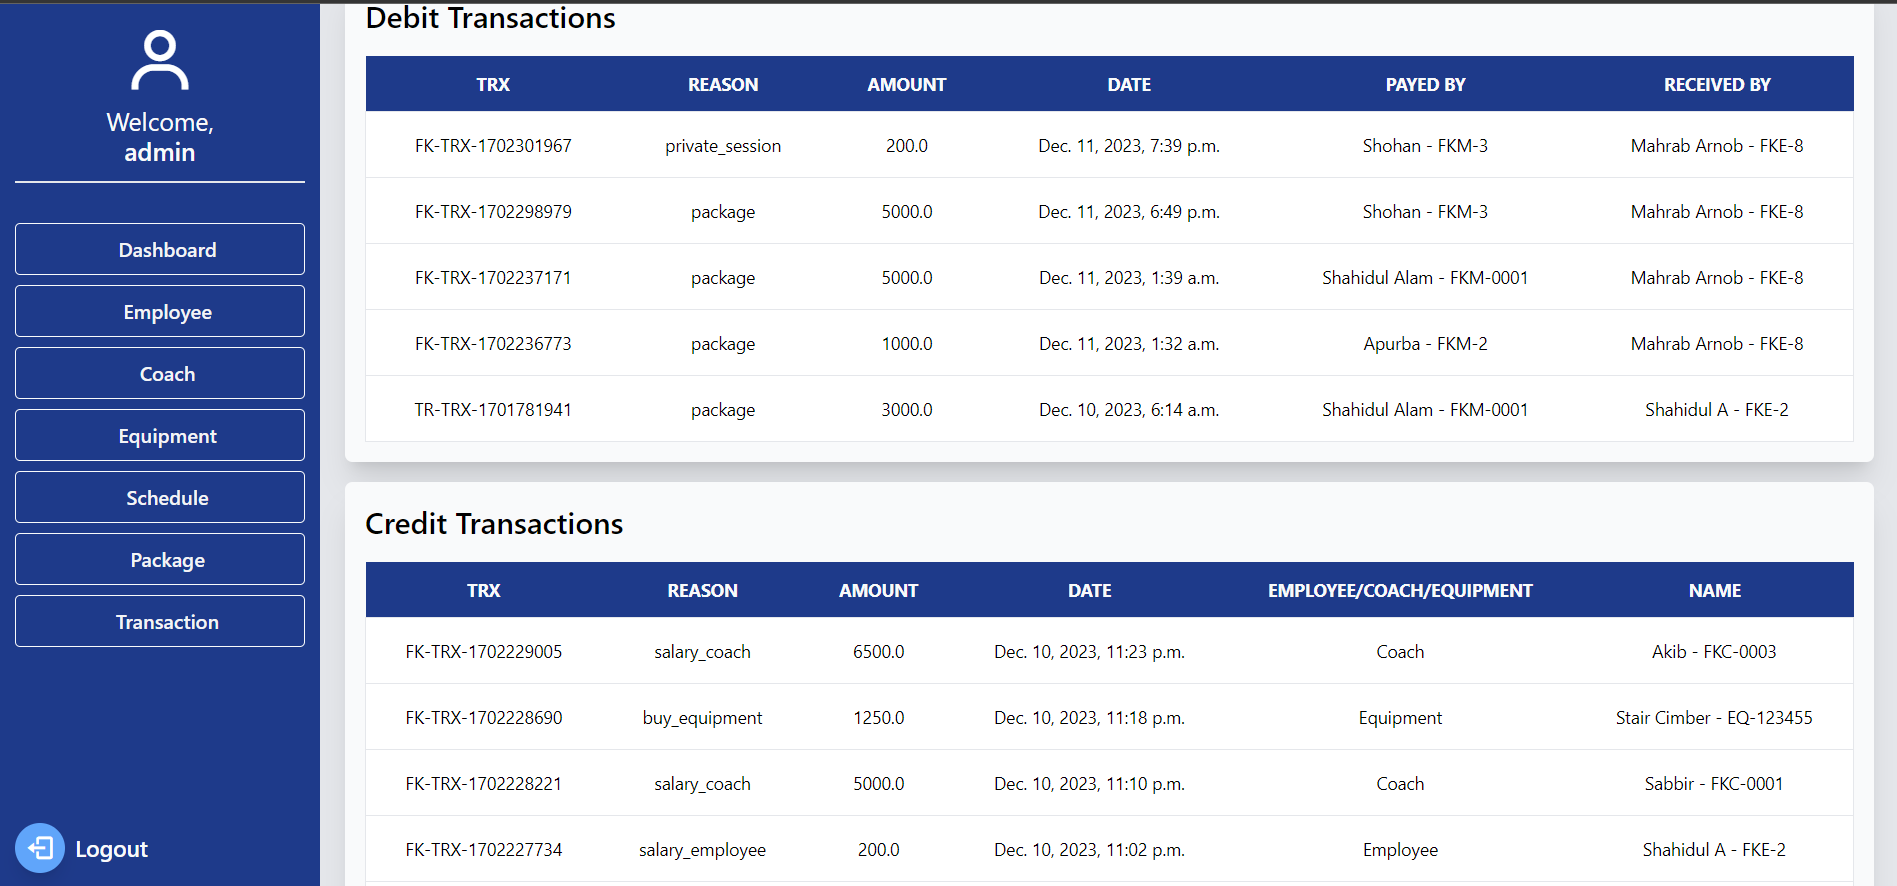 Welcome,
admin
Dashboard
Employee
Coach
Equipment
Schedule
Package
Transaction
Logout
Debit Transactions
TRX REASON AMOUNT DATE PAYED BY RECEIVED BY
FK-TRX-1702301967 private_session 200.0 Dec. 11, 2023, 7:39 p.m. Shohan - FKM-3 Mahrab Arnob - FKE-8
FK-TRX-1702298979 package 5000.0 Dec. 11, 2023, 6:49 p.m. Shohan - FKM-3 Mahrab Arnob - FKE-8
FK-TRX-1702237171 package 5000.0 Dec. 11, 2023, 1:39 a.m. Shahidul Alam - FKM-0001 Mahrab Arnob - FKE-8
FK-TRX-1702236773 package 1000.0 Dec. 11, 2023, 1:32 a.m. Apurba - FKM-2 Mahrab Arnob - FKE-8
TR-TRX-1701781941 package 3000.0 Dec. 10, 2023, 6:14 a.m. Shahidul Alam - FKM-0001 Shahidul A - FKE-2
Credit Transactions
TRX REASON AMOUNT DATE EMPLOYEE/COACH/EQUIPMENT NAME
FK-TRX-1702229005 salary_coach 6500.0 Dec. 10, 2023, 11:23 p.m. Coach Akib - FKC-0003
FK-TRX-1702228690 buy_equipment 1250.0 Dec. 10, 2023, 11:18 p.m. Equipment Stair Cimber - EQ-123455
FK-TRX-1702228221 salary_coach 5000.0 Dec. 10, 2023, 11:10 p.m. Coach Sabbir - FKC-0001
FK-TRX-1702227734 salary_employee 200.0 Dec. 10, 2023, 11:02 p.m. Employee Shahidul A - FKE-2